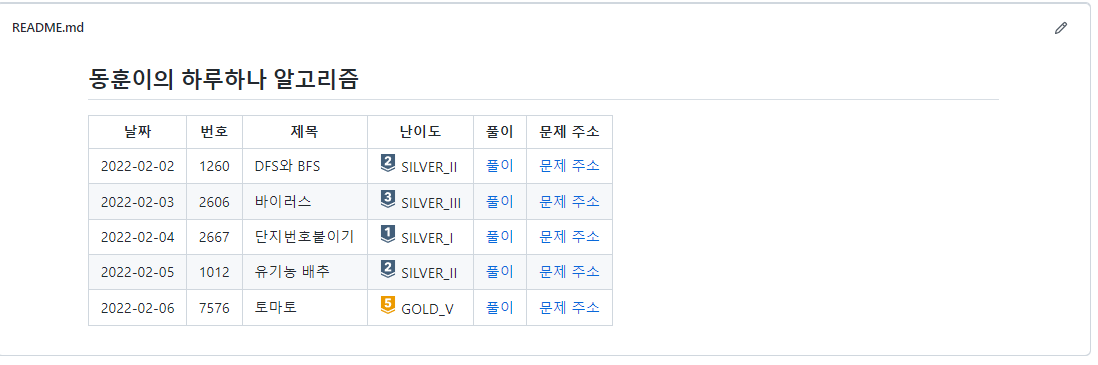 README.md
동훈이의 하루하나 알고리즘
날짜 번호 제목 난이도 풀이 문제 주소
2022-02-02 1260 DFS와 BFS 2 SILVER_II 풀이 문제 주소
2022-02-03 2606 바이러스 3 SILVER_III 풀이 문제 주소
2022-02-04 2667 단지번호붙이기 1 SILVER_I 풀이 문제 주소
2022-02-05 1012 유기농 배추 2 SILVER_II 풀이 문제 주소
2022-02-06 7576 토마토 5 GOLD_V 풀이 문제 주소